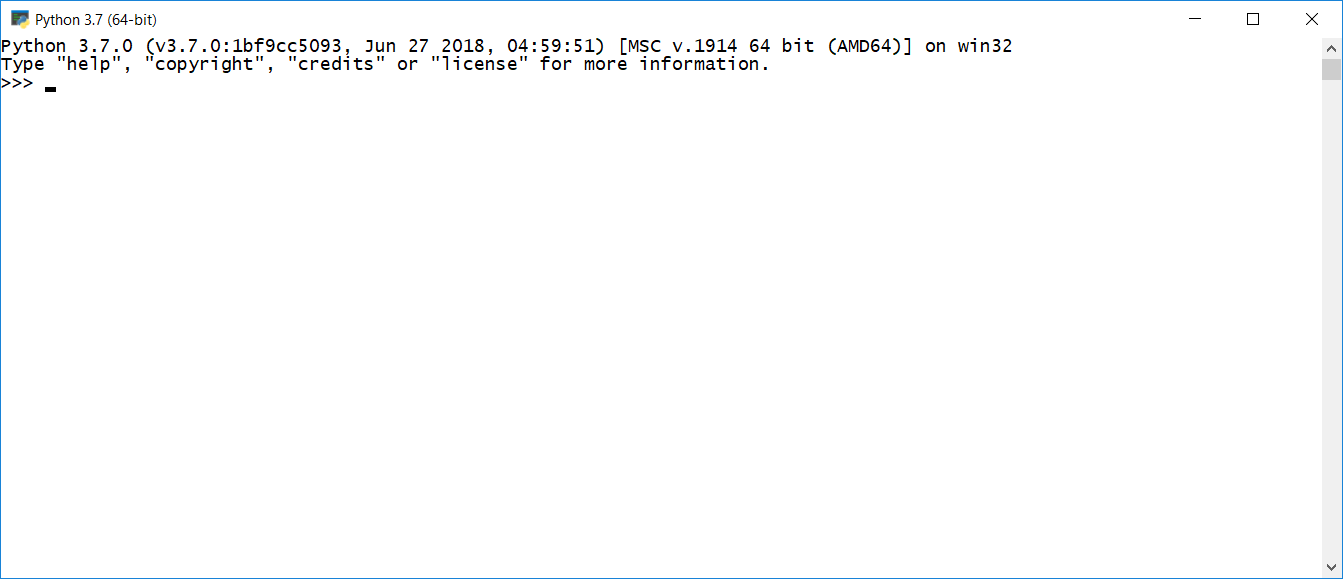 Python 3.7 (64-bit)
Python 3.7.0 (v3.7.0:1bf9cc5093, Jun 27 2018, 04:59:51) [MSC v.1914 64 bit (AMD64)] on win32
Type "help", "copyright", "credits" or "license" for more information.
>>>